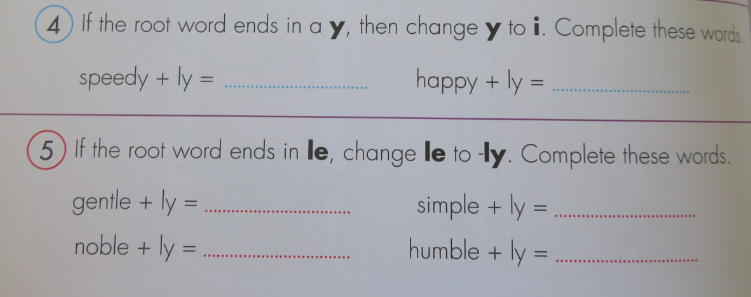 4 If the root word ends in a y, then change y to i. Complete these words.
speedy + ly = ........................ happy + ly = ........................
5 If the root word ends in le, change le to -ly. Complete these words.
gentle + ly = ........................ simple + ly = ........................
noble + ly = ........................ humble + ly = ........................